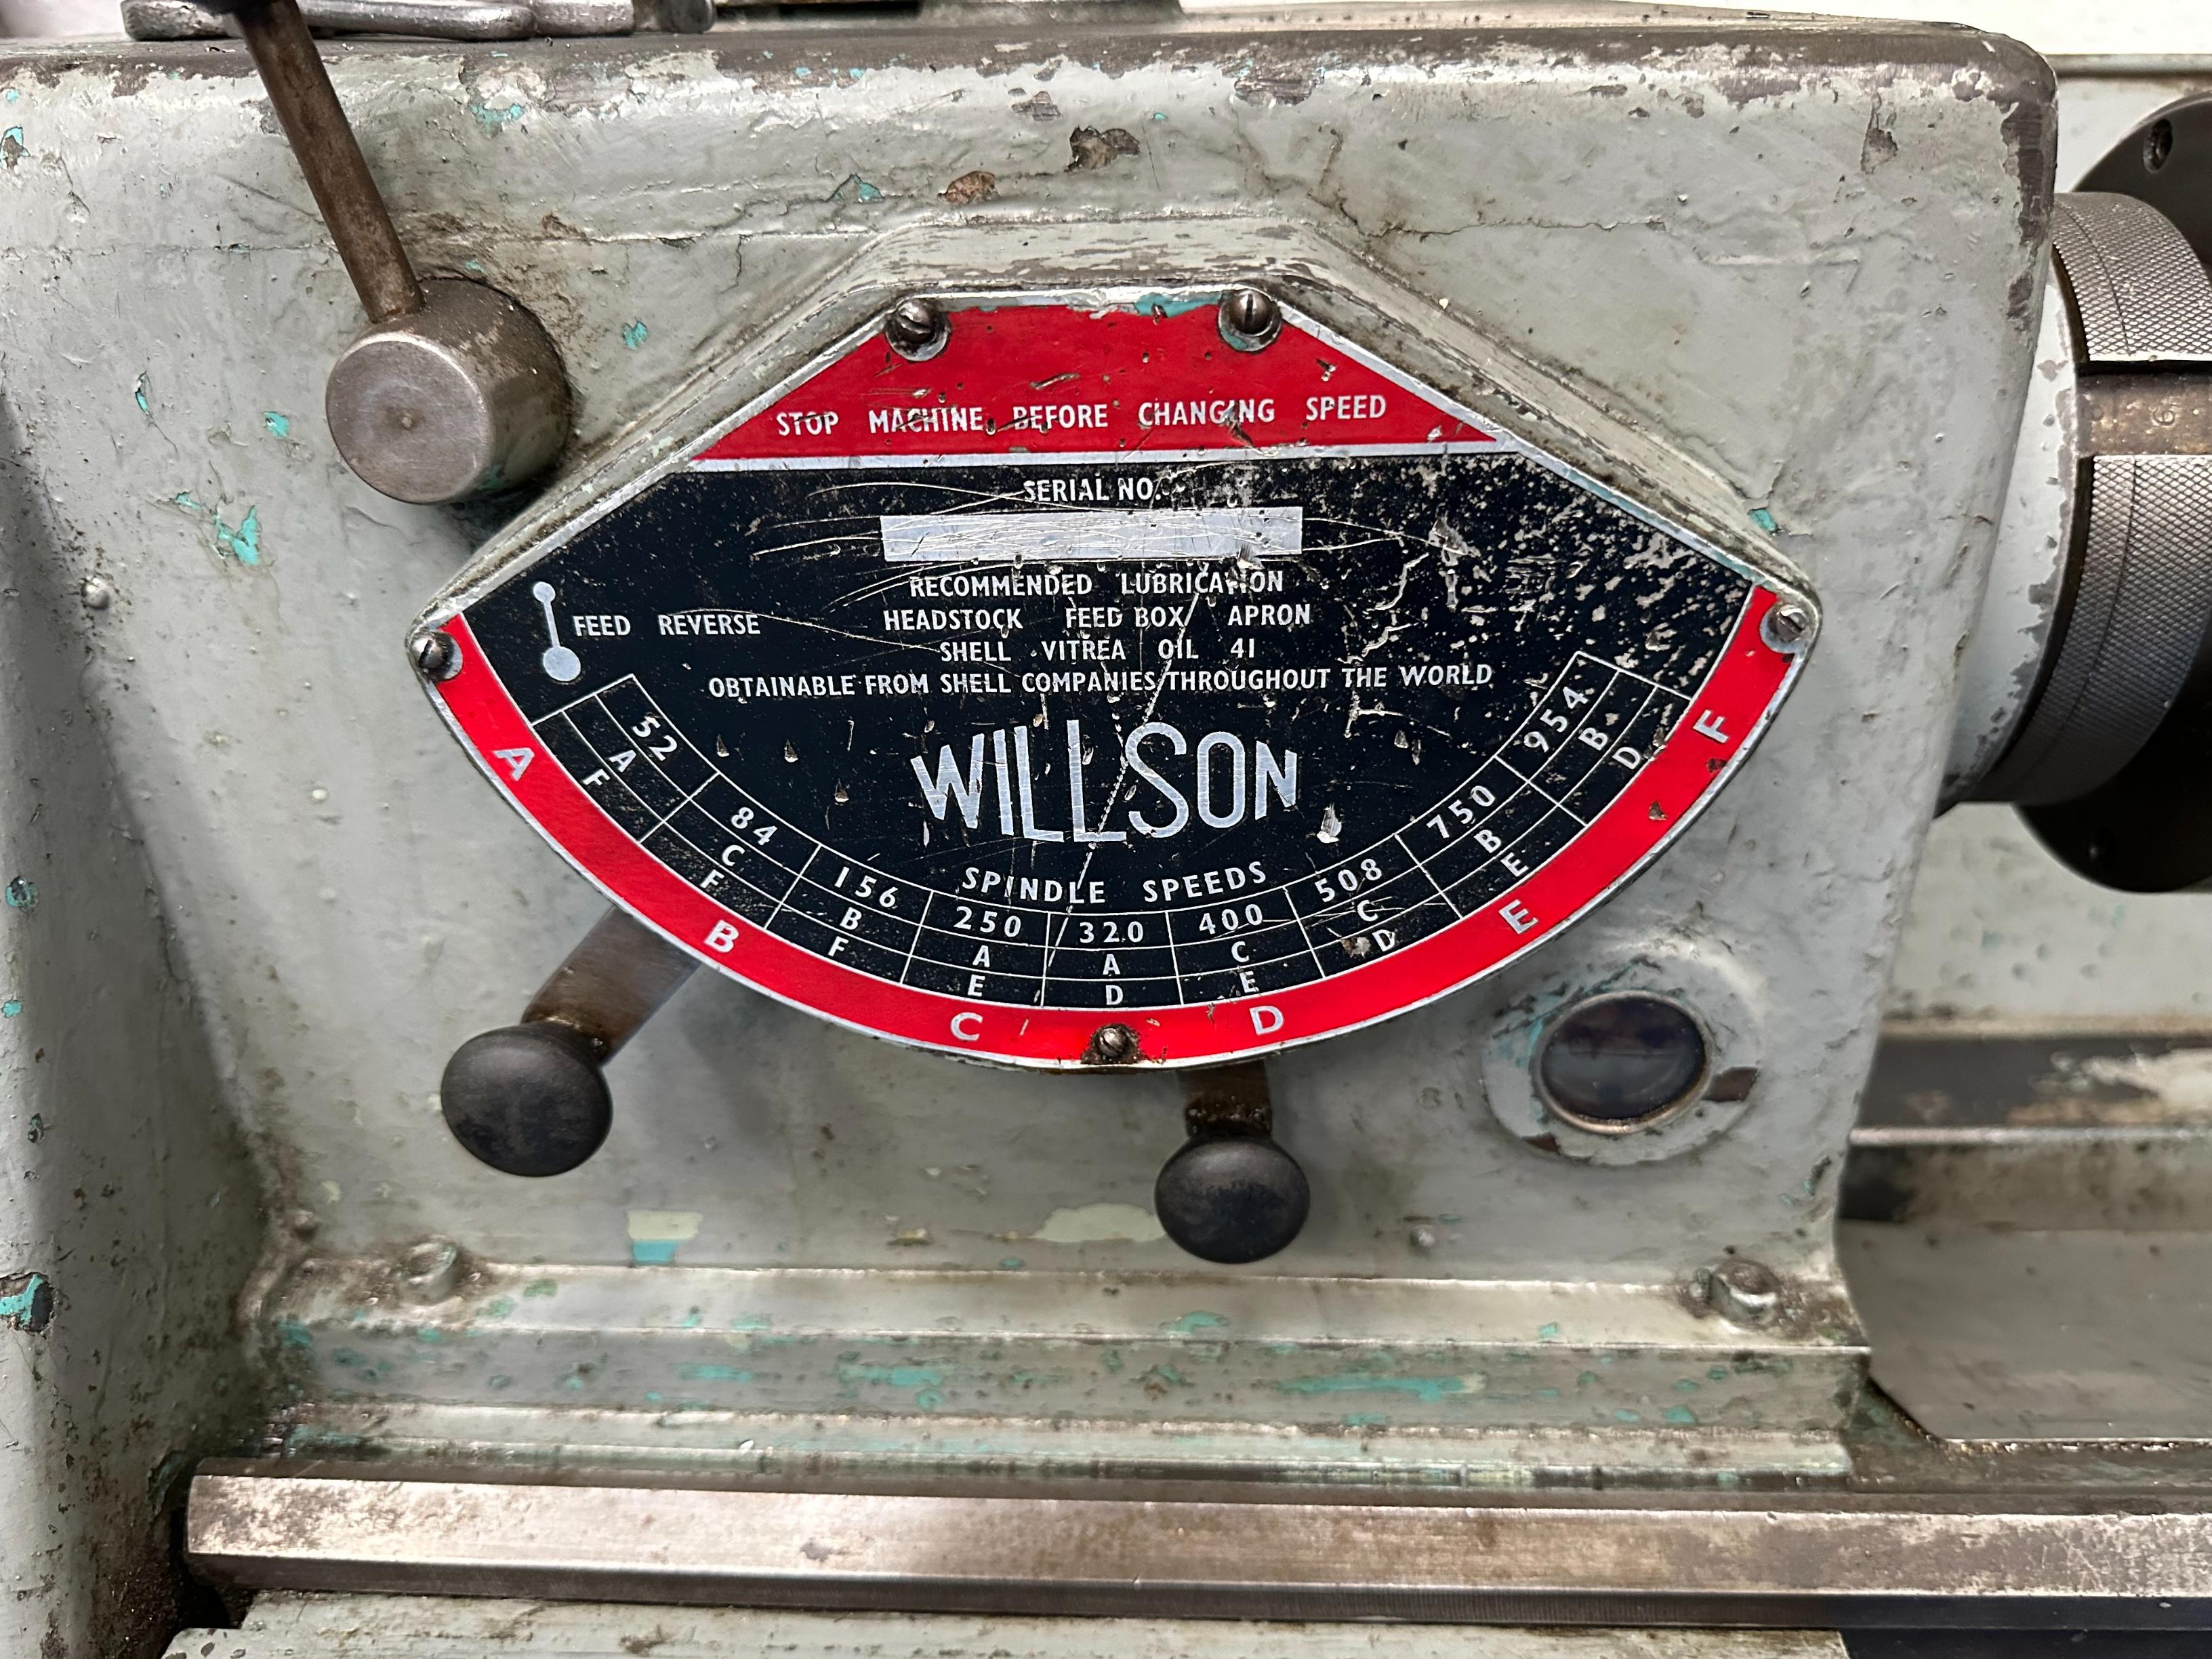 STOP MACHINE BEFORE CHANGING SPEED
SERIAL NO.
RECOMMENDED LUBRICATION
HEADSTOCK FEED BOX APRON
SHELL VITREA OIL 41
OBTAINABLE FROM SHELL COMPANIES THROUGHOUT THE WORLD
FEED REVERSE
WILLSON
SPINDLE SPEEDS
52 84 156 250 320 400 508 750 954
A C B A A C C B B
F F F E D E D E D
A B C D E F
6